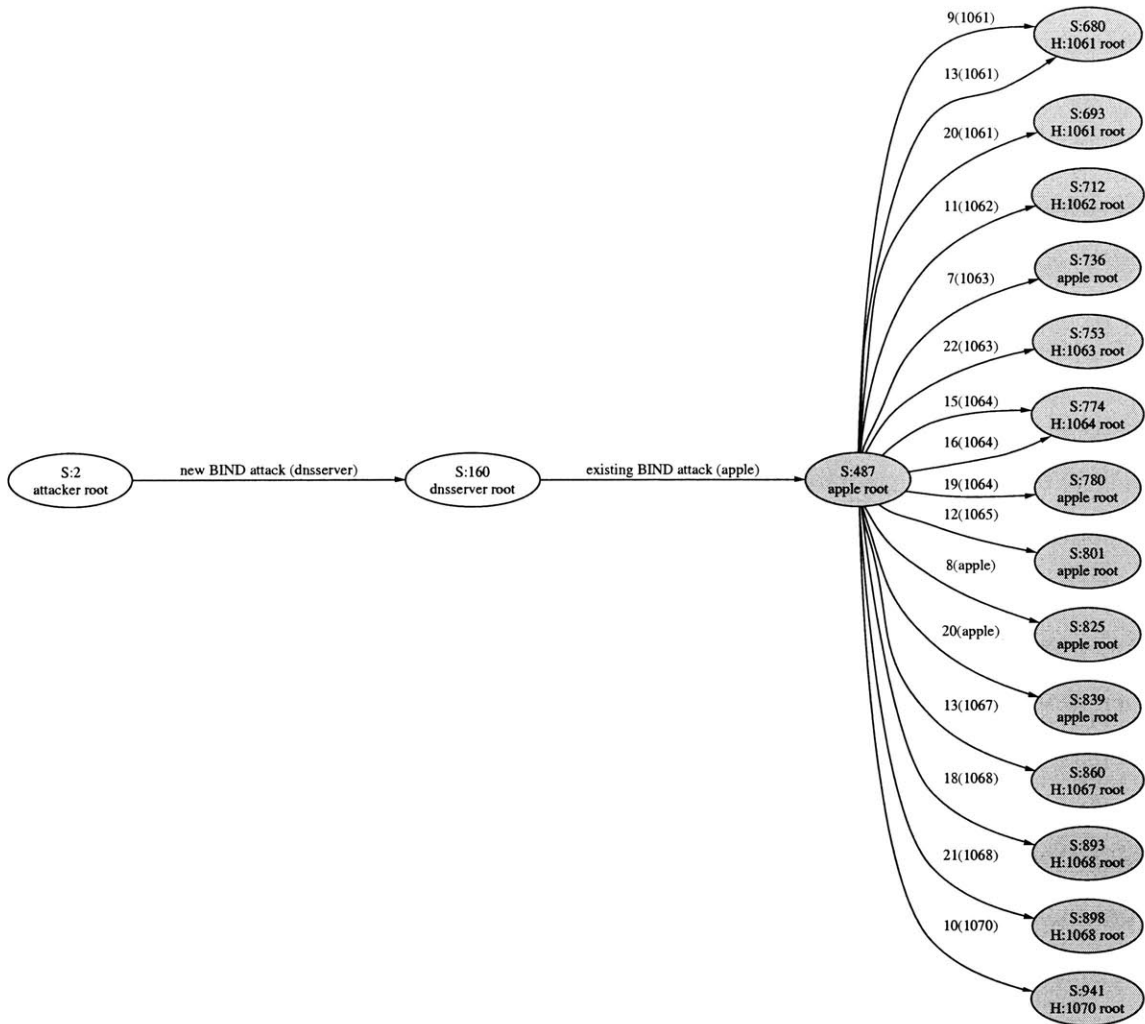 9(1061)
S:680
H:1061 root
13(1061)
S:693
H:1061 root
20(1061)
S:712
H:1062 root
11(1062)
S:736
apple root
7(1063)
S:753
H:1063 root
22(1063)
15(1064)
S:774
H:1064 root
16(1064)
S:2
attacker root
new BIND attack (dnsserver)
S:160
dnsserver root
existing BIND attack (apple)
S:487
apple root
19(1064)
S:780
apple root
12(1065)
S:801
apple root
8(apple)
S:825
apple root
20(apple)
S:839
apple root
13(1067)
S:860
H:1067 root
18(1068)
S:893
H:1068 root
21(1068)
S:898
H:1068 root
10(1070)
S:941
H:1070 root